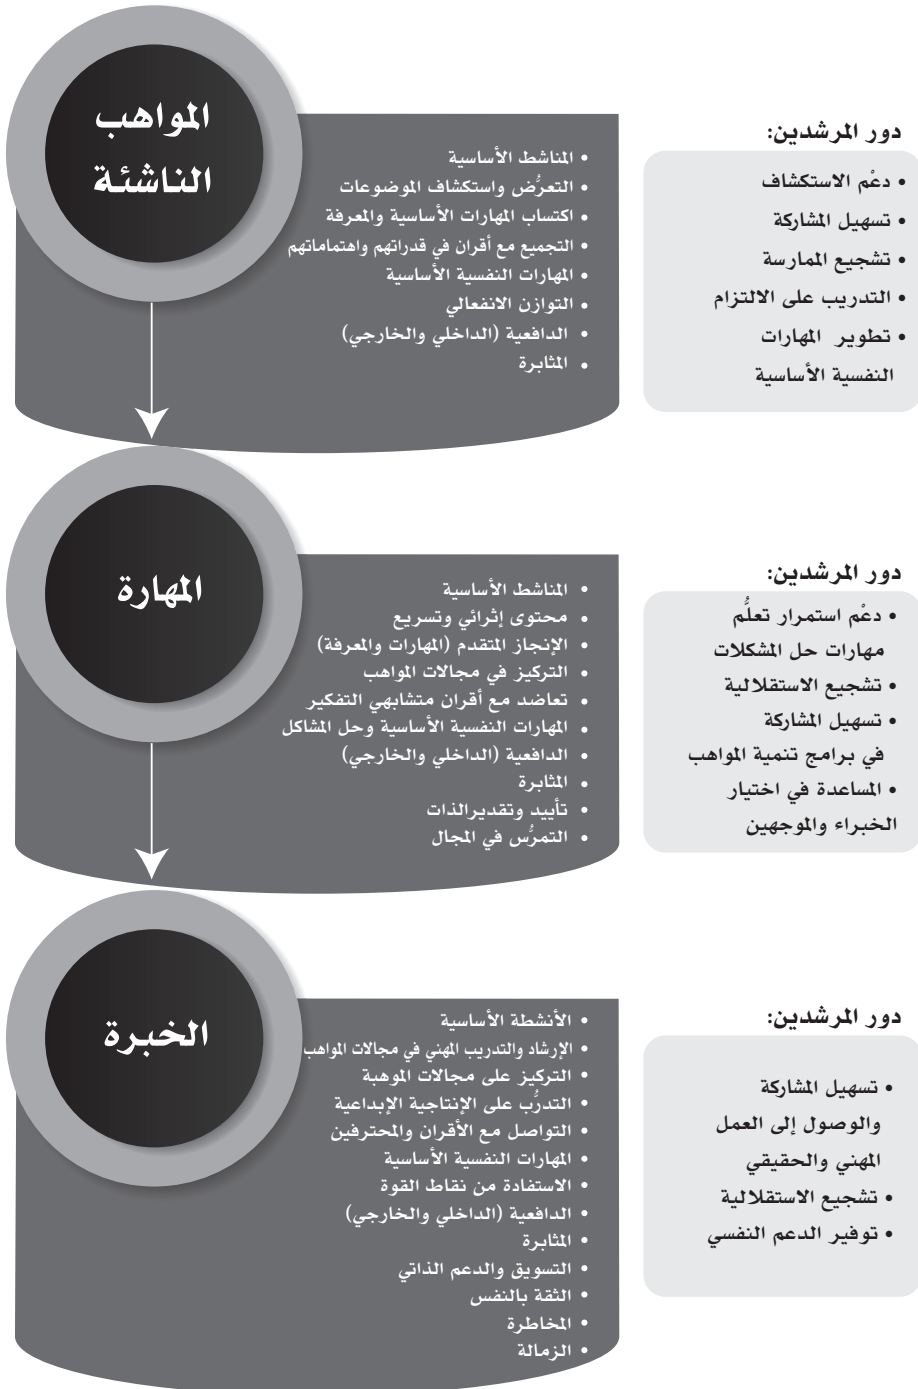 المواهب
الناشئة
• المناشط الأساسية
• التعرُّض واستكشاف الموضوعات
• اكتساب المهارات الأساسية والمعرفة
• التجميع مع أقران في قدراتهم واهتماماتهم
• المهارات النفسية الأساسية
• التوازن الانفعالي
• الدافعية (الداخلي والخارجي)
• المثابرة
دور المرشدين:
• دعْم الاستكشاف
• تسهيل المشاركة
• تشجيع الممارسة
• التدريب على الالتزام
• تطوير المهارات
النفسية الأساسية
المهارة
• المناشط الأساسية
• محتوى إثرائي وتسريع
• الإنجاز المتقدم (المهارات والمعرفة)
• التركيز في مجالات المواهب
• تعاضد مع أقران متشابهي التفكير
• المهارات النفسية الأساسية وحل المشاكل
• الدافعية (الداخلي والخارجي)
• المثابرة
• تأييد وتقديرالذات
• التمرُّس في المجال
دور المرشدين:
• دعْم استمرار تعلُّم
مهارات حل المشكلات
• تشجيع الاستقلالية
• تسهيل المشاركة
في برامج تنمية المواهب
• المساعدة في اختيار
الخبراء والموجهين
الخبرة
• الأنشطة الأساسية
• الإرشاد والتدريب المهني في مجالات المواهب
• التركيز على مجالات الموهبة
• التدرُّب على الإنتاجية الإبداعية
• التواصل مع الأقران والمحترفين
• المهارات النفسية الأساسية
• الاستفادة من نقاط القوة
• الدافعية (الداخلي والخارجي)
• المثابرة
• التسويق والدعم الذاتي
• الثقة بالنفس
• المخاطرة
• الزمالة
دور المرشدين:
• تسهيل المشاركة
والوصول إلى العمل
المهني والحقيقي
• تشجيع الاستقلالية
• توفير الدعم النفسي